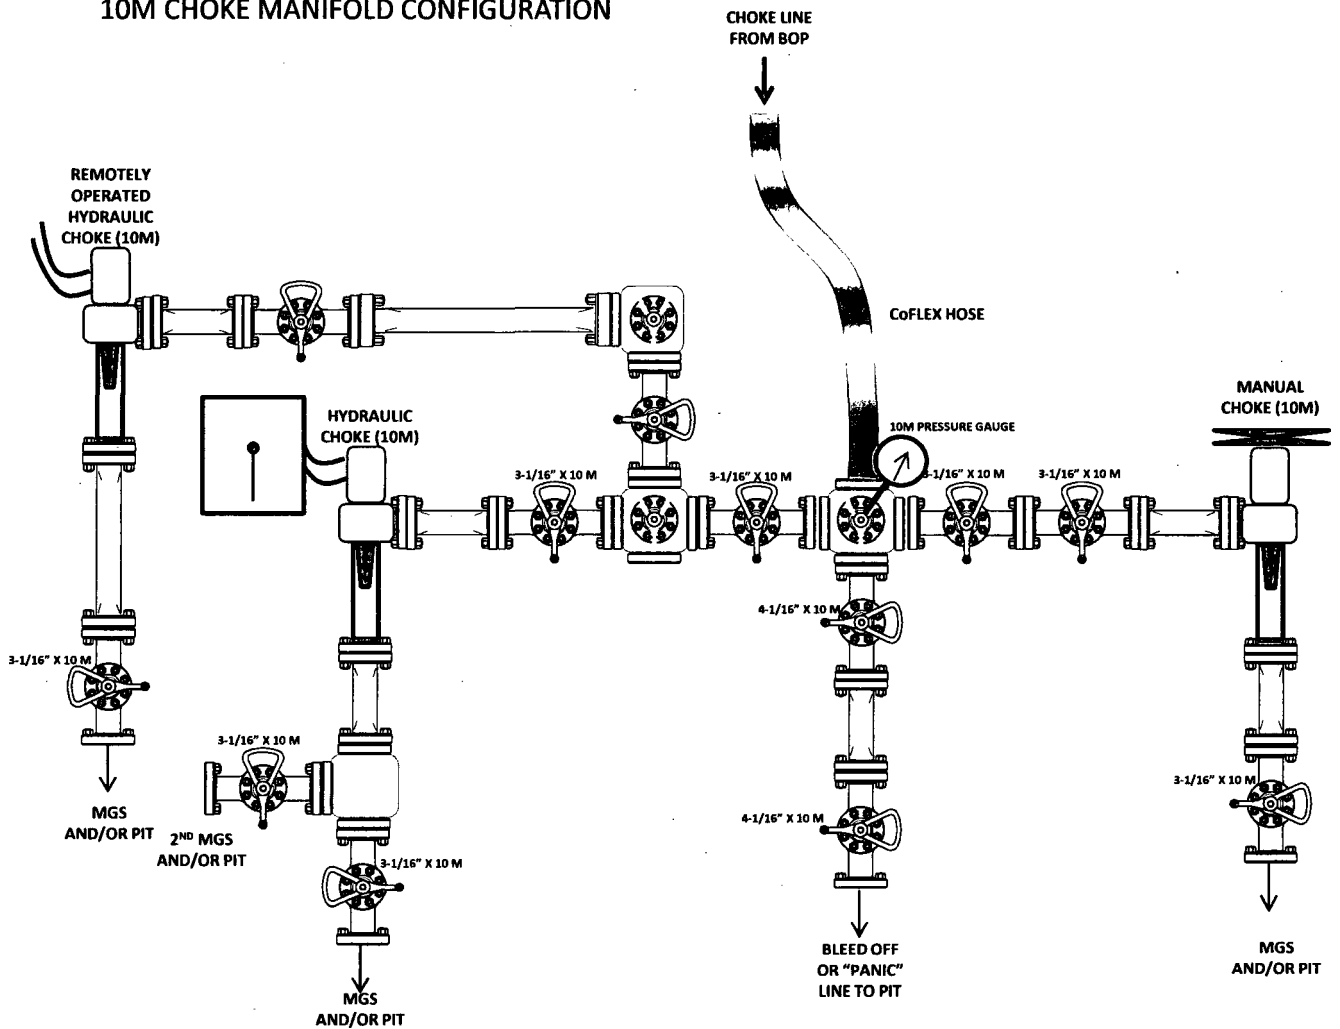 10M CHOKE MANIFOLD CONFIGURATION
CHOKE LINE
FROM BOP
REMOTELY
OPERATED
HYDRAULIC
CHOKE (10M)
CoFLEX HOSE
HYDRAULIC
CHOKE (10M)
MANUAL
CHOKE (10M)
10M PRESSURE GAUGE
3-1/16" X 10 M
3-1/16" X 10 M
3-1/16" X 10 M
3-1/16" X 10 M
4-1/16" X 10 M
3-1/16" X 10 M
3-1/16" X 10 M
3-1/16" X 10 M
4-1/16" X 10 M
MGS
AND/OR PIT
2ND MGS
AND/OR PIT
3-1/16" X 10 M
BLEED OFF
OR "PANIC"
LINE TO PIT
MGS
AND/OR PIT
MGS
AND/OR PIT